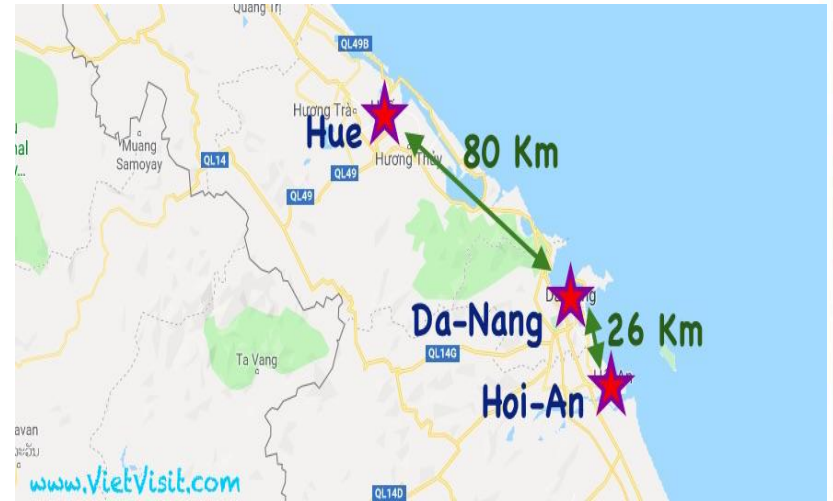 Quảng Trị
QL49B
Hương Trà
Hue
Hương Thủy
80 Km
Muang
Samoyay
QL14
QL49
QL49
Da-Nang
26 Km
QL14G
Ta Vang
Hoi-An
avan
www.VietVisit.com
QL14D